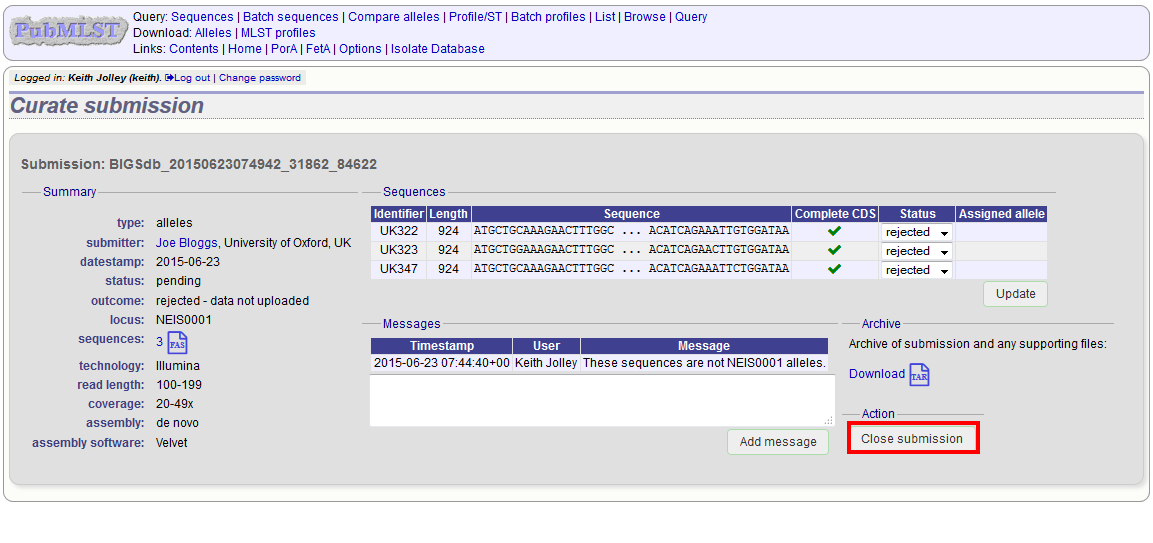 PubMLST
Query: Sequences | Batch sequences | Compare alleles | Profile/ST | Batch profiles | List | Browse | Query
Download: Alleles | MLST profiles
Links: Contents | Home | PorA | FetA | Options | Isolate Database
Logged in: Keith Jolley (keith). Log out | Change password
Curate submission
Submission: BIGSdb_20150623074942_31862_84622
Summary
type: alleles
submitter: Joe Bloggs, University of Oxford, UK
datestamp: 2015-06-23
status: pending
outcome: rejected - data not uploaded
locus: NEIS0001
sequences: 3 FAS
technology: Illumina
read length: 100-199
coverage: 20-49x
assembly: de novo
assembly software: Velvet
Sequences
Identifier Length Sequence Complete CDS Status Assigned allele
UK322 924 ATGCTGCAAAGAACTTTGGC ... ACATCAGAAATTGTGGATAA rejected
UK323 924 ATGCTGGAAAGAACTTTGGC ... ACATCAGAAACTGTGGATAA rejected
UK347 924 ATGCTGCAAAGAACTTTGGC ... ACATCAGAAATTCTGGATAA rejected
Update
Messages
Timestamp User Message
2015-06-23 07:44:40+00 Keith Jolley These sequences are not NEIS0001 alleles.
Add message
Archive
Archive of submission and any supporting files:
Download TAR
Action
Close submission